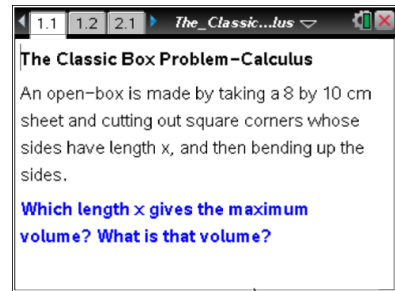 1.1 1.2 2.1 The_Classic...lus
The Classic Box Problem-Calculus
An open-box is made by taking a 8 by 10 cm
sheet and cutting out square corners whose
sides have length x, and then bending up the
sides.
Which length x gives the maximum
volume? What is that volume?